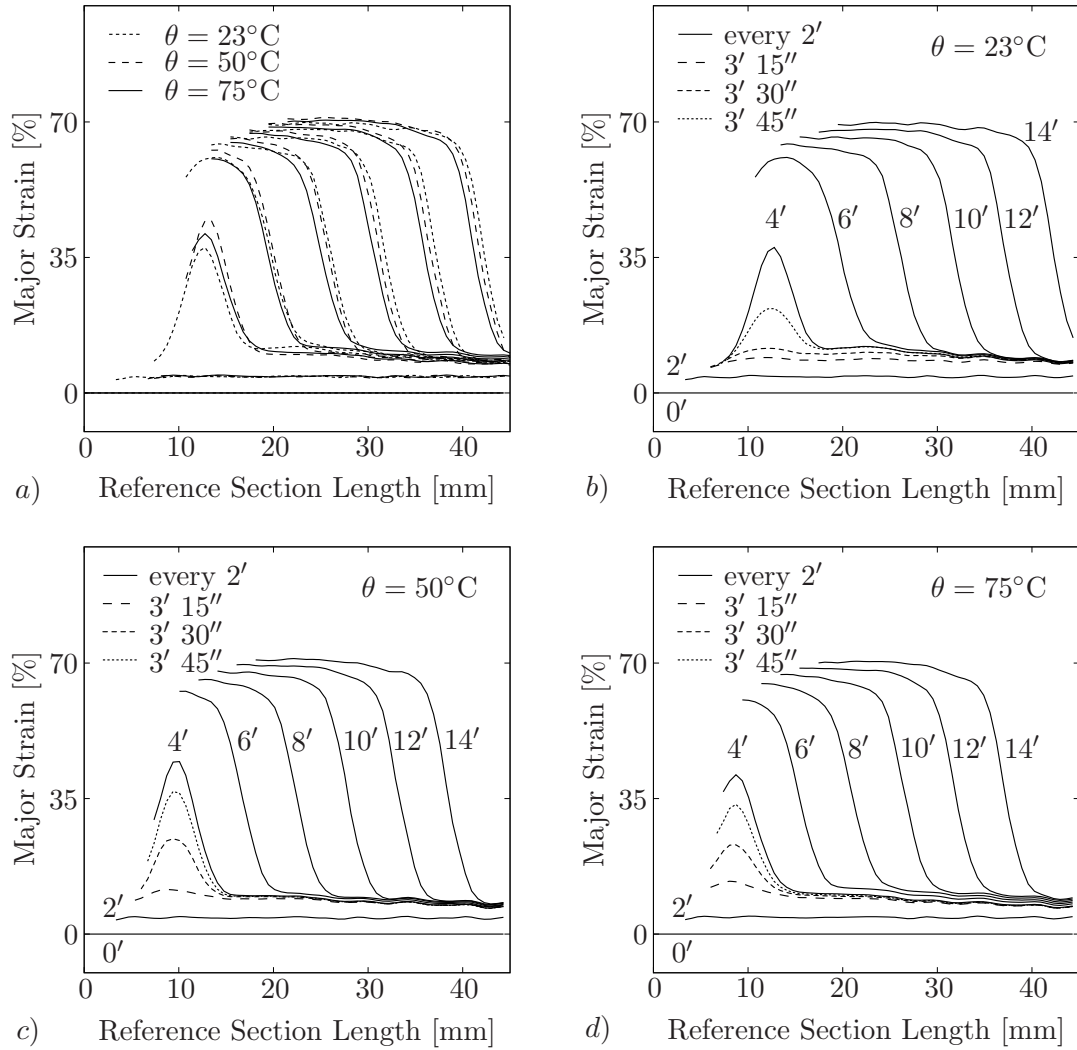 θ = 23°C
θ = 50°C
θ = 75°C
70
35
0
Major Strain [%]
0 10 20 30 40
a) Reference Section Length [mm]
every 2′
3′ 15″
3′ 30″
3′ 45″
θ = 23°C
70
35
0
Major Strain [%]
14′
4′ 6′ 8′ 10′ 12′
2′
0′
0 10 20 30 40
b) Reference Section Length [mm]
every 2′
3′ 15″
3′ 30″
3′ 45″
θ = 50°C
70
35
0
Major Strain [%]
4′ 6′ 8′ 10′ 12′ 14′
2′
0′
0 10 20 30 40
c) Reference Section Length [mm]
every 2′
3′ 15″
3′ 30″
3′ 45″
θ = 75°C
70
35
0
Major Strain [%]
4′ 6′ 8′ 10′ 12′ 14′
2′
0′
0 10 20 30 40
d) Reference Section Length [mm]